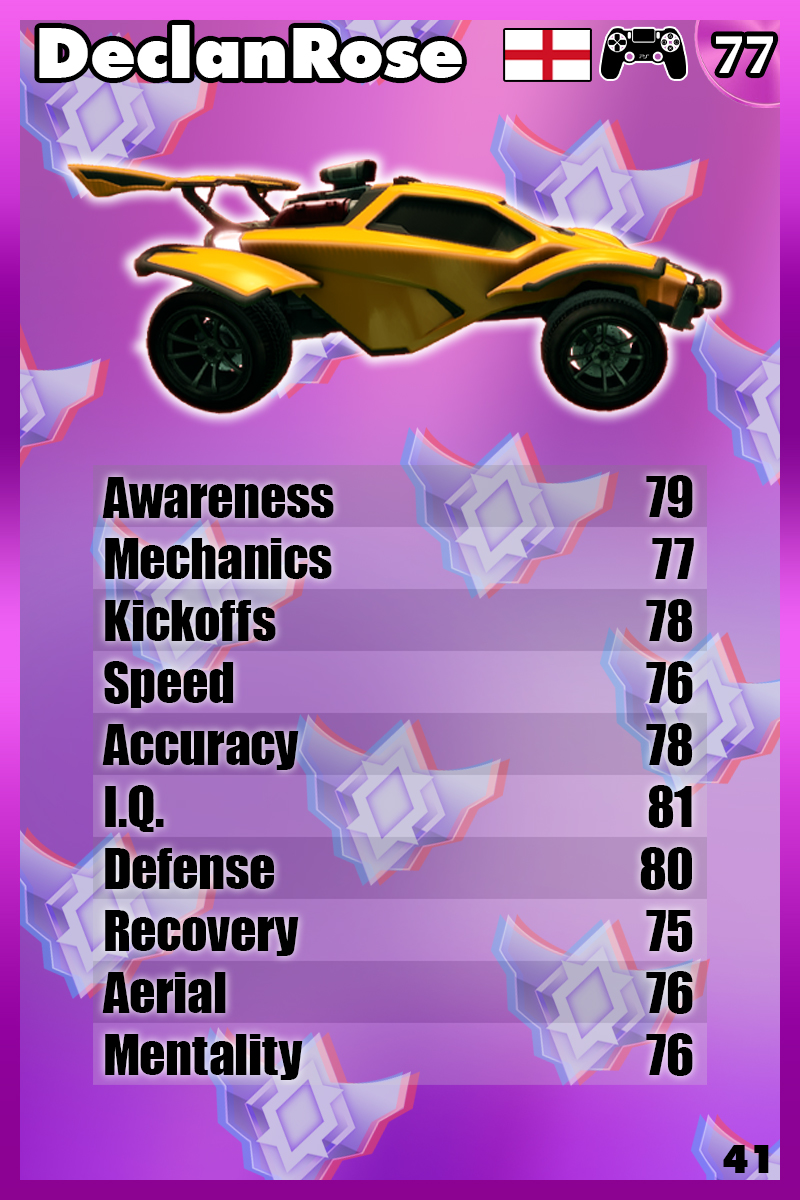 DeclanRose 77
Awareness 79
Mechanics 77
Kickoffs 78
Speed 76
Accuracy 78
I.Q. 81
Defense 80
Recovery 75
Aerial 76
Mentality 76
41